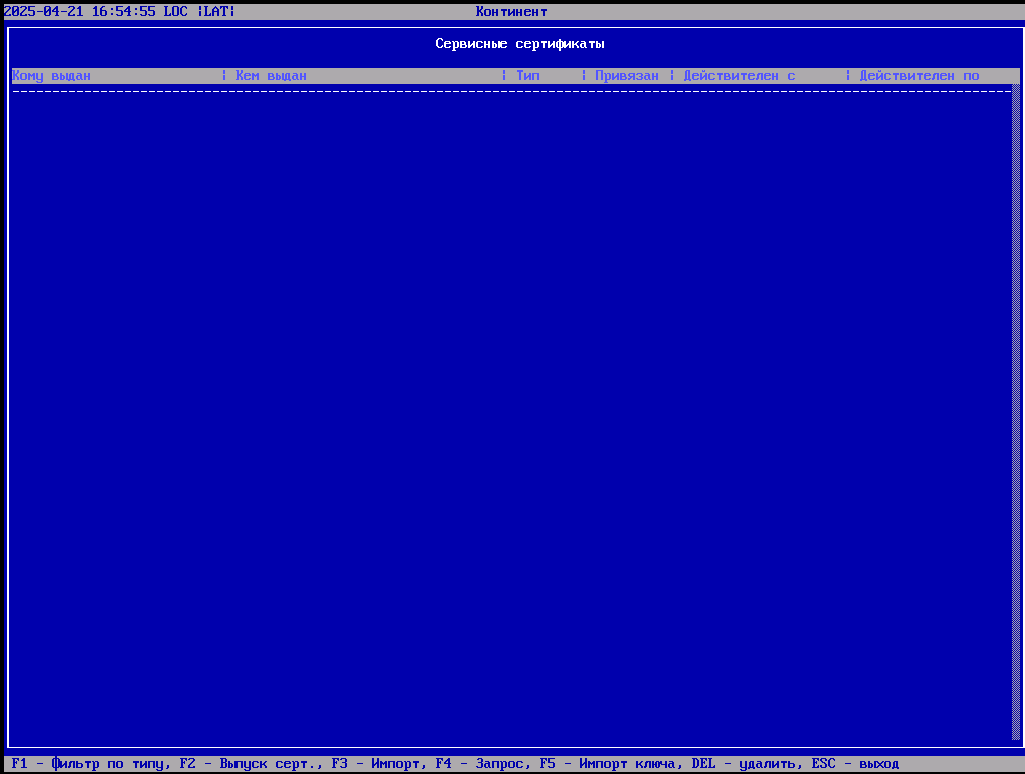 2025-04-21 16:54:55 LOC ¦LAT¦ Континент
Сервисные сертификаты
Кому выдан ¦ Кем выдан ¦ Тип ¦ Привязан ¦ Действителен с ¦ Действителен по
F1 - Фильтр по типу, F2 - Выпуск серт., F3 - Импорт, F4 - Запрос, F5 - Импорт ключа, DEL - удалить, ESC - выход